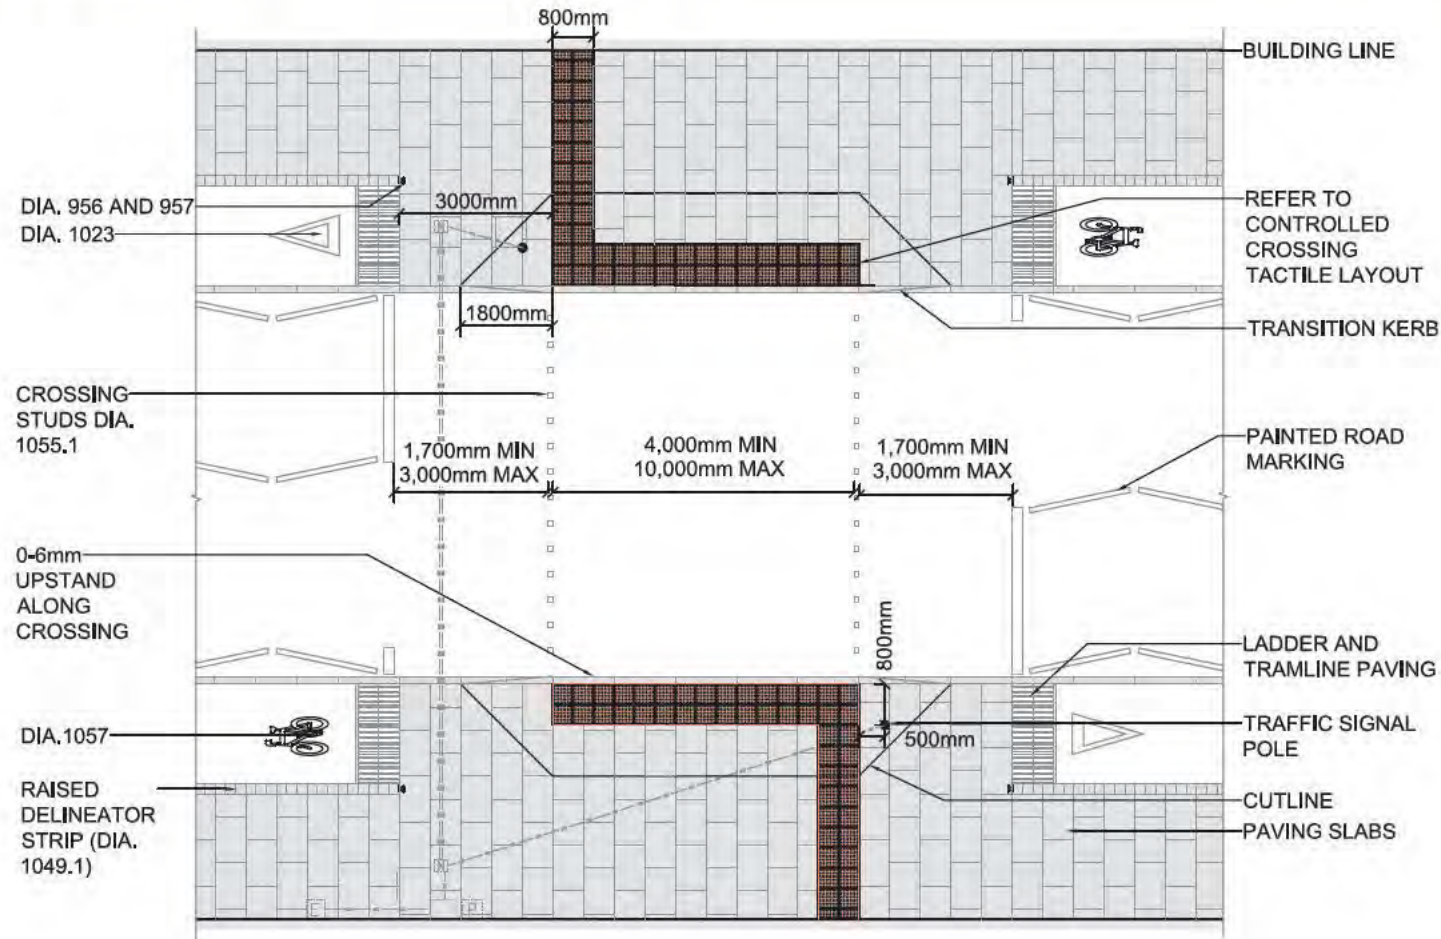 800mm
BUILDING LINE
DIA. 956 AND 957
DIA. 1023
3000mm
REFER TO
CONTROLLED
CROSSING
TACTILE LAYOUT
1800mm
TRANSITION KERB
CROSSING
STUDS DIA.
1055.1
1,700mm MIN
3,000mm MAX
4,000mm MIN
10,000mm MAX
1,700mm MIN
3,000mm MAX
PAINTED ROAD
MARKING
0-6mm
UPSTAND
ALONG
CROSSING
800mm
LADDER AND
TRAMLINE PAVING
DIA.1057
500mm
TRAFFIC SIGNAL
POLE
RAISED
DELINEATOR
STRIP (DIA.
1049.1)
CUTLINE
PAVING SLABS